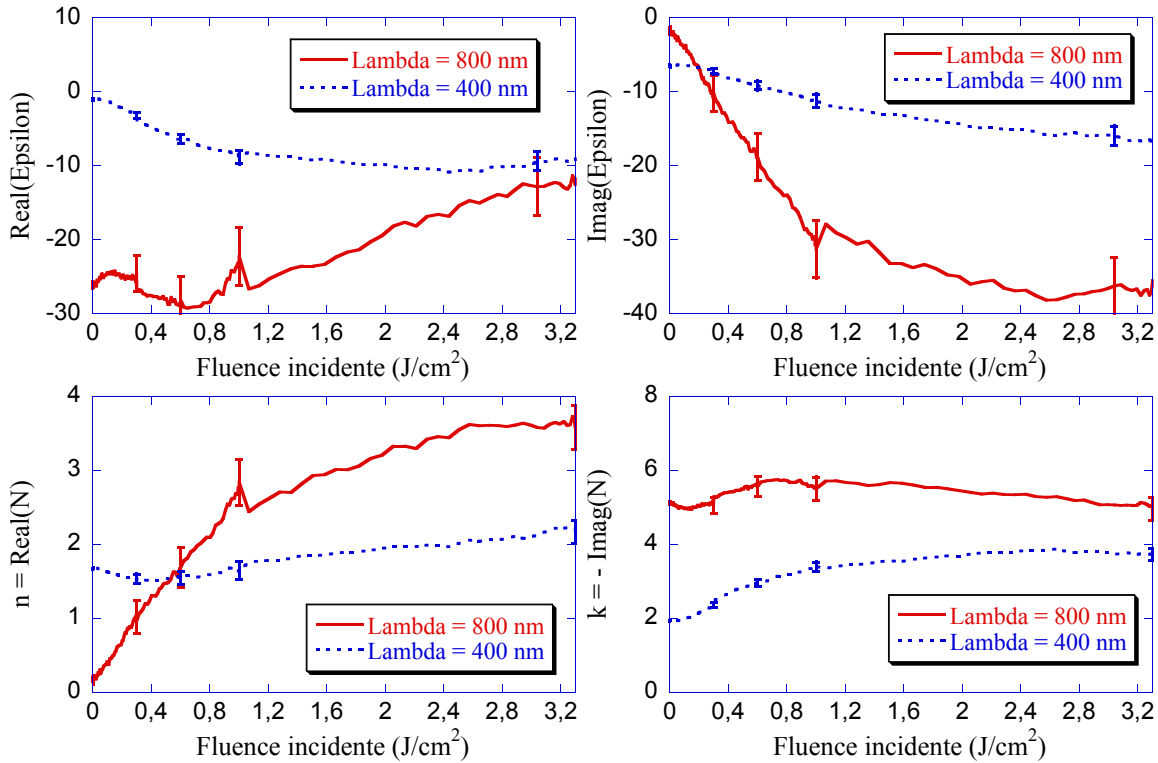 10
0
-10
-20
-30
Real(Epsilon)
Lambda = 800 nm
Lambda = 400 nm
0 0,4 0,8 1,2 1,6 2 2,4 2,8 3,2
Fluence incidente (J/cm²)
0
-10
-20
-30
-40
Imag(Epsilon)
Lambda = 800 nm
Lambda = 400 nm
0 0,4 0,8 1,2 1,6 2 2,4 2,8 3,2
Fluence incidente (J/cm²)
4
3
2
1
0
n = Real(N)
Lambda = 800 nm
Lambda = 400 nm
0 0,4 0,8 1,2 1,6 2 2,4 2,8 3,2
Fluence incidente (J/cm²)
8
6
4
2
0
k = - Imag(N)
Lambda = 800 nm
Lambda = 400 nm
0 0,4 0,8 1,2 1,6 2 2,4 2,8 3,2
Fluence incidente (J/cm²)